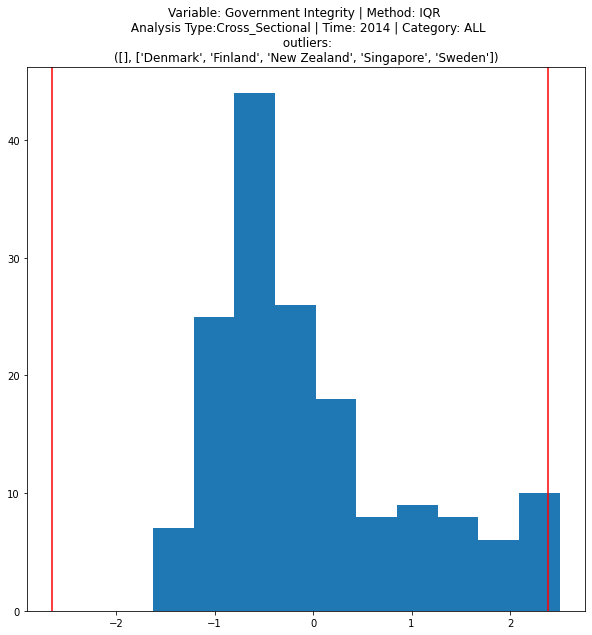 Variable: Government Integrity | Method: IQR
Analysis Type:Cross_Sectional | Time: 2014 | Category: ALL
outliers:
([], ['Denmark', 'Finland', 'New Zealand', 'Singapore', 'Sweden'])
40
30
20
10
0
−2
−1
0
1
2